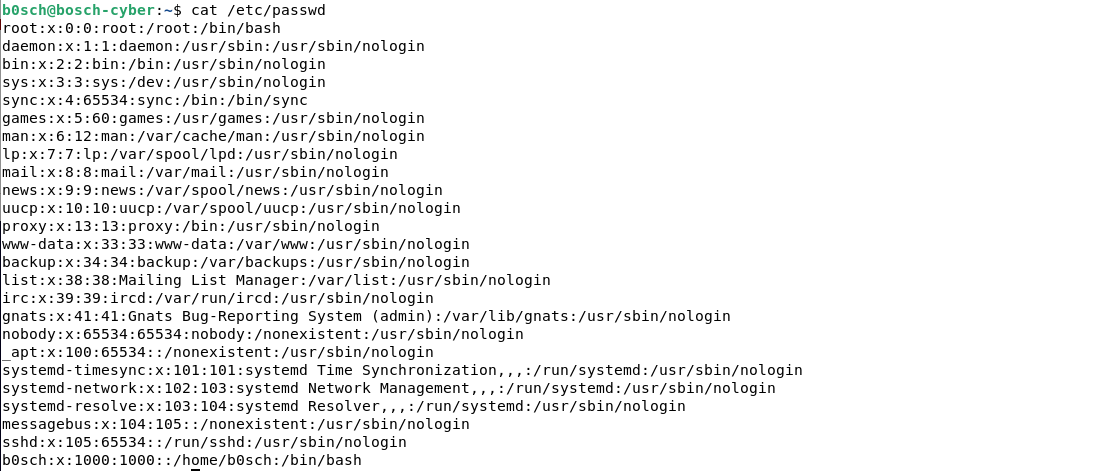 b0sch@bosch-cyber:~$ cat /etc/passwd
root:x:0:0:root:/root:/bin/bash
daemon:x:1:1:daemon:/usr/sbin:/usr/sbin/nologin
bin:x:2:2:bin:/bin:/usr/sbin/nologin
sys:x:3:3:sys:/dev:/usr/sbin/nologin
sync:x:4:65534:sync:/bin:/bin/sync
games:x:5:60:games:/usr/games:/usr/sbin/nologin
man:x:6:12:man:/var/cache/man:/usr/sbin/nologin
lp:x:7:7:lp:/var/spool/lpd:/usr/sbin/nologin
mail:x:8:8:mail:/var/mail:/usr/sbin/nologin
news:x:9:9:news:/var/spool/news:/usr/sbin/nologin
uucp:x:10:10:uucp:/var/spool/uucp:/usr/sbin/nologin
proxy:x:13:13:proxy:/bin:/usr/sbin/nologin
www-data:x:33:33:www-data:/var/www:/usr/sbin/nologin
backup:x:34:34:backup:/var/backups:/usr/sbin/nologin
list:x:38:38:Mailing List Manager:/var/list:/usr/sbin/nologin
irc:x:39:39:ircd:/var/run/ircd:/usr/sbin/nologin
gnats:x:41:41:Gnats Bug-Reporting System (admin):/var/lib/gnats:/usr/sbin/nologin
nobody:x:65534:65534:nobody:/nonexistent:/usr/sbin/nologin
_apt:x:100:65534::/nonexistent:/usr/sbin/nologin
systemd-timesync:x:101:101:systemd Time Synchronization,,,:/run/systemd:/usr/sbin/nologin
systemd-network:x:102:103:systemd Network Management,,,:/run/systemd:/usr/sbin/nologin
systemd-resolve:x:103:104:systemd Resolver,,,:/run/systemd:/usr/sbin/nologin
messagebus:x:104:105::/nonexistent:/usr/sbin/nologin
sshd:x:105:65534::/run/sshd:/usr/sbin/nologin
b0sch:x:1000:1000::/home/b0sch:/bin/bash